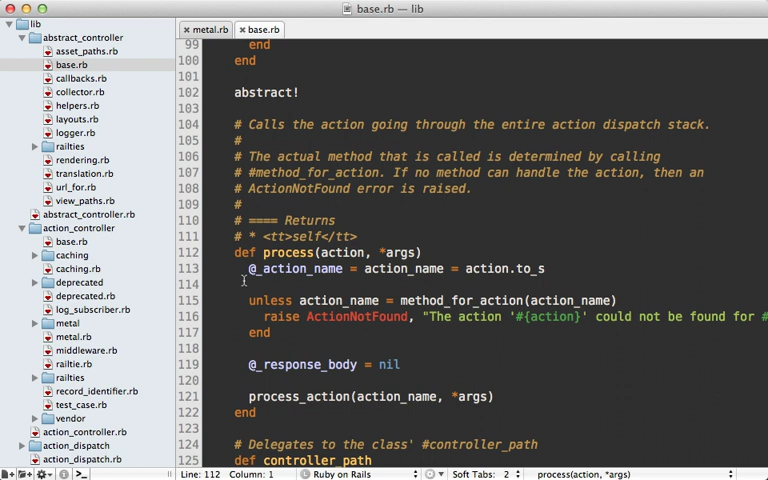 base.rb — lib
lib
abstract_controller
asset_paths.rb
base.rb
callbacks.rb
collector.rb
helpers.rb
layouts.rb
logger.rb
railties
rendering.rb
translation.rb
url_for.rb
view_paths.rb
abstract_controller.rb
action_controller
base.rb
caching
caching.rb
deprecated
deprecated.rb
log_subscriber.rb
metal
metal.rb
middleware.rb
railtie.rb
railties
record_identifier.rb
test_case.rb
vendor
action_controller.rb
action_dispatch
action_dispatch.rb
metal.rb
base.rb
99 end
100 end
101
102 abstract!
103
104 # Calls the action going through the entire action dispatch stack.
105 #
106 # The actual method that is called is determined by calling
107 # #method_for_action. If no method can handle the action, then an
108 # ActionNotFound error is raised.
109 #
110 # ==== Returns
111 # * <tt>self</tt>
112 def process(action, *args)
113 @_action_name = action_name = action.to_s
114
115 unless action_name = method_for_action(action_name)
116 raise ActionNotFound, "The action '#{action}' could not be found for #
117 end
118
119 @_response_body = nil
120
121 process_action(action_name, *args)
122 end
123
124 # Delegates to the class' #controller_path
125 def controller_path
Line: 112 Column: 1 Ruby on Rails Soft Tabs: 2 process(action, *args)